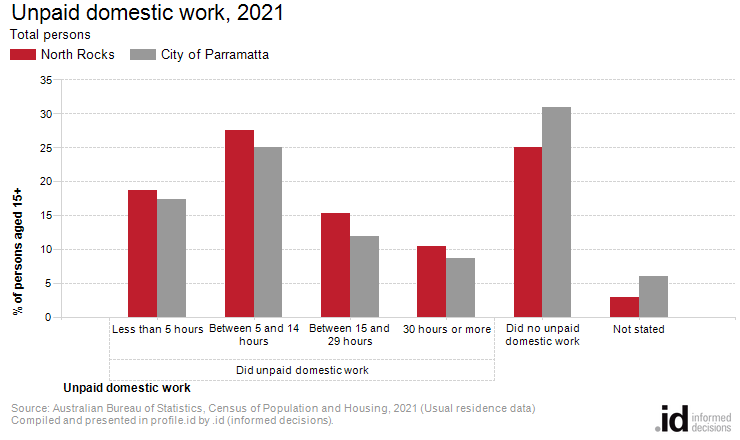 Unpaid domestic work, 2021
Total persons
North Rocks City of Parramatta
35
30
25
20
15
10
5
0
% of persons aged 15+
Less than 5 hours
Between 5 and 14
hours
Between 15 and
29 hours
30 hours or more
Did no unpaid
domestic work
Not stated
Did unpaid domestic work
Unpaid domestic work
Source: Australian Bureau of Statistics, Census of Population and Housing, 2021 (Usual residence data)
Compiled and presented in profile.id by .id (informed decisions).
.id informed
decisions